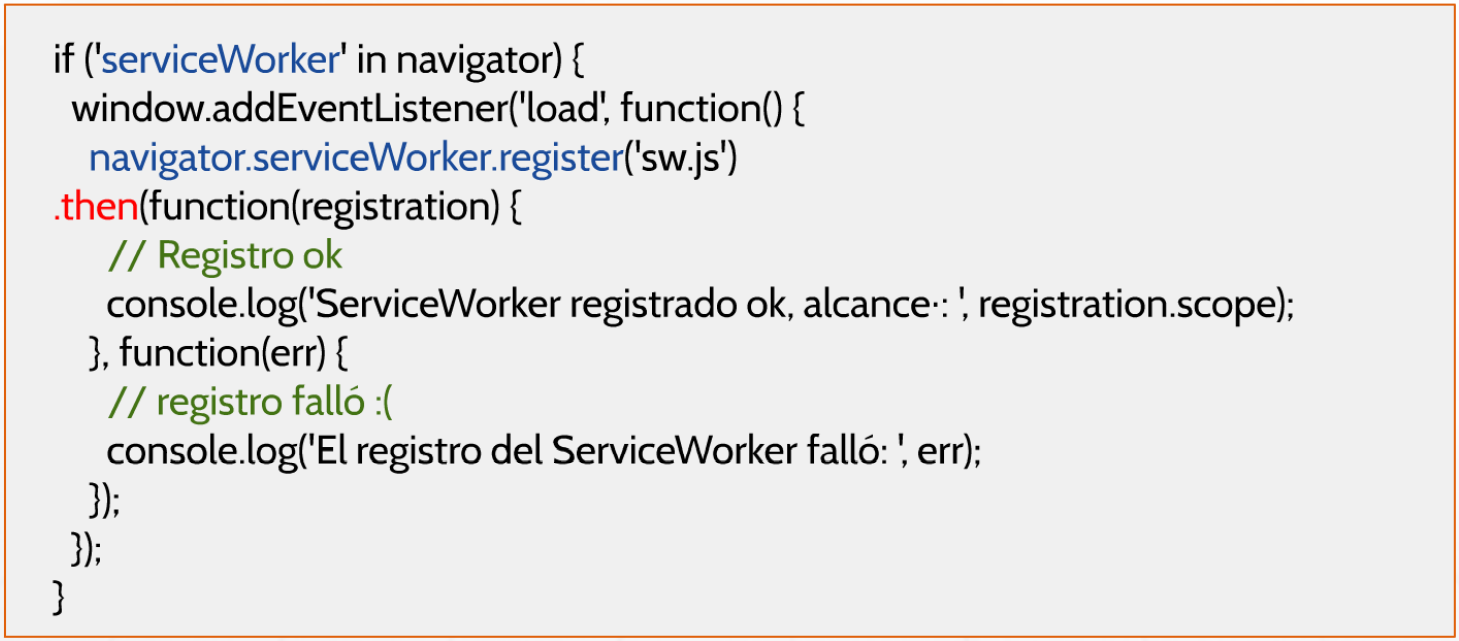 if ('serviceWorker' in navigator) {
window.addEventListener('load', function() {
navigator.serviceWorker.register('sw.js')
.then(function(registration) {
// Registro ok
console.log('ServiceWorker registrado ok, alcance·: ', registration.scope);
}, function(err) {
// registro falló :(
console.log('El registro del ServiceWorker falló: ', err);
});
});
}